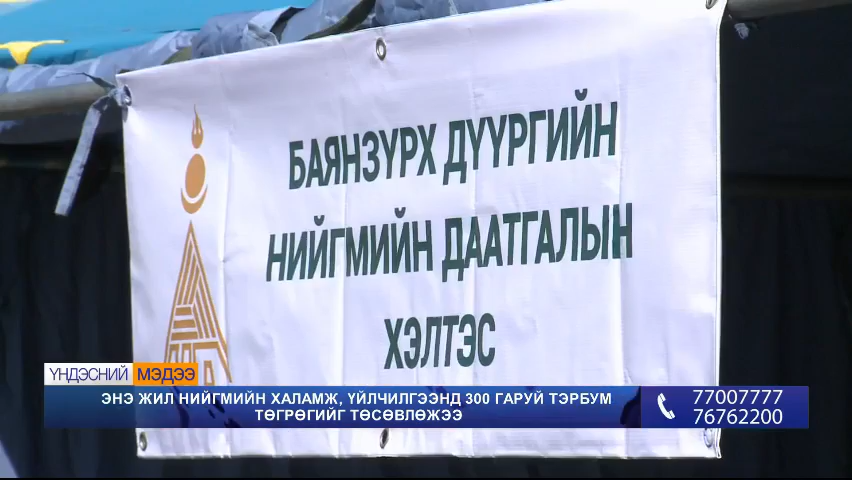 БАЯНЗҮРХ ДҮҮРГИЙН
НИЙГМИЙН ДААТГАЛЫН
ХЭЛТЭС
ҮНДЭСНИЙ МЭДЭЭ
ЭНЭ ЖИЛ НИЙГМИЙН ХАЛАМЖ, ҮЙЛЧИЛГЭЭНД 300 ГАРУЙ ТЭРБУМ
ТӨГРӨГИЙГ ТӨСӨВЛӨЖЭЭ
77007777
76762200